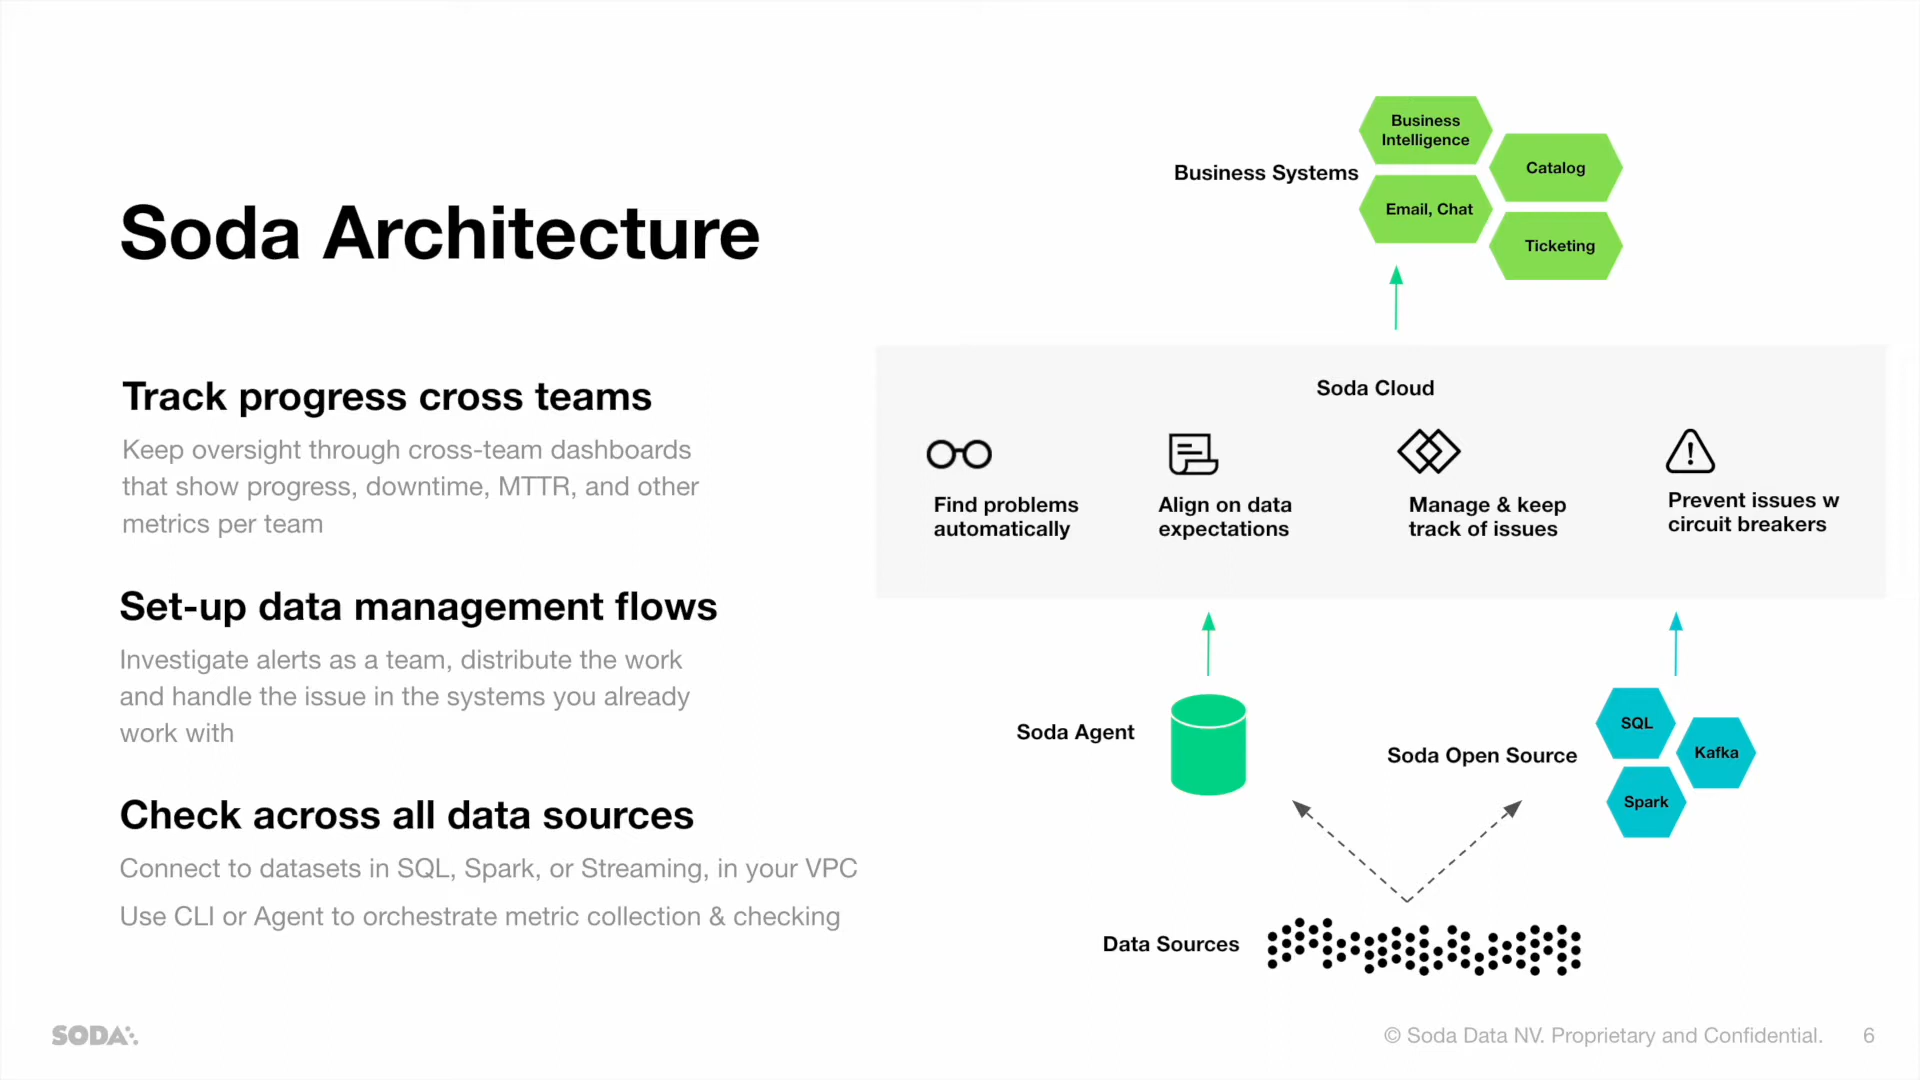 Soda Architecture
Track progress cross teams
Keep oversight through cross-team dashboards
that show progress, downtime, MTTR, and other
metrics per team
Set-up data management flows
Investigate alerts as a team, distribute the work
and handle the issue in the systems you already
work with
Check across all data sources
Connect to datasets in SQL, Spark, or Streaming, in your VPC
Use CLI or Agent to orchestrate metric collection & checking
Business Systems
Business
Intelligence
Catalog
Email, Chat
Ticketing
Soda Cloud
Find problems
automatically
Align on data
expectations
Manage & keep
track of issues
Prevent issues w
circuit breakers
Soda Agent
Soda Open Source
SQL
Kafka
Spark
Data Sources
SODA
© Soda Data NV. Proprietary and Confidential.
6